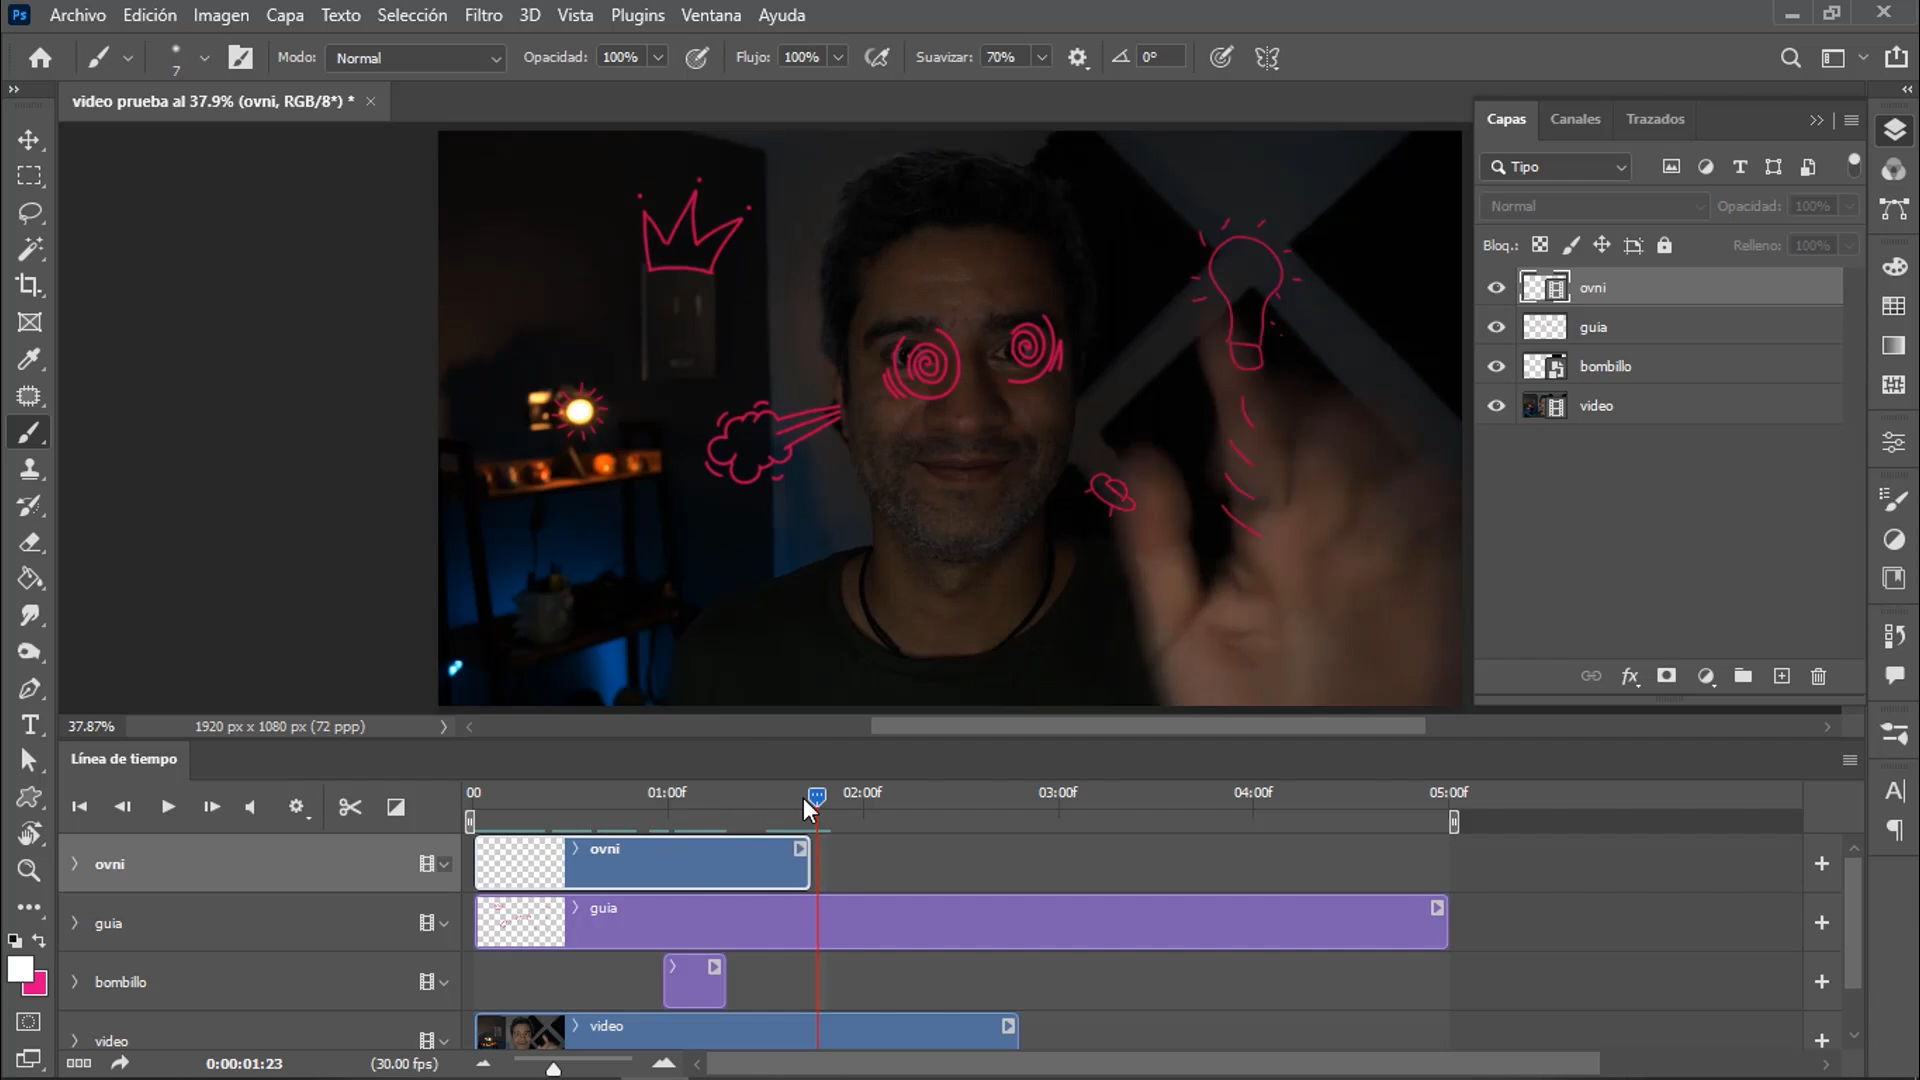 Ps Archivo Edición Imagen Capa Texto Selección Filtro 3D Vista Plugins Ventana Ayuda
7 Modo: Normal Opacidad: 100% Flujo: 100% Suavizar: 70% 0°
video prueba al 37.9% (ovni, RGB/8*) *
Capas Canales Trazados
Tipo
Normal Opacidad: 100%
Bloq.: Relleno: 100%
ovni
guia
bombillo
video
fx
37.87% 1920 px x 1080 px (72 ppp)
Línea de tiempo
00 01:00f 02:00f 03:00f 04:00f 05:00f
ovni ovni
guia guia
bombillo
video video
0:00:01:23 (30.00 fps)